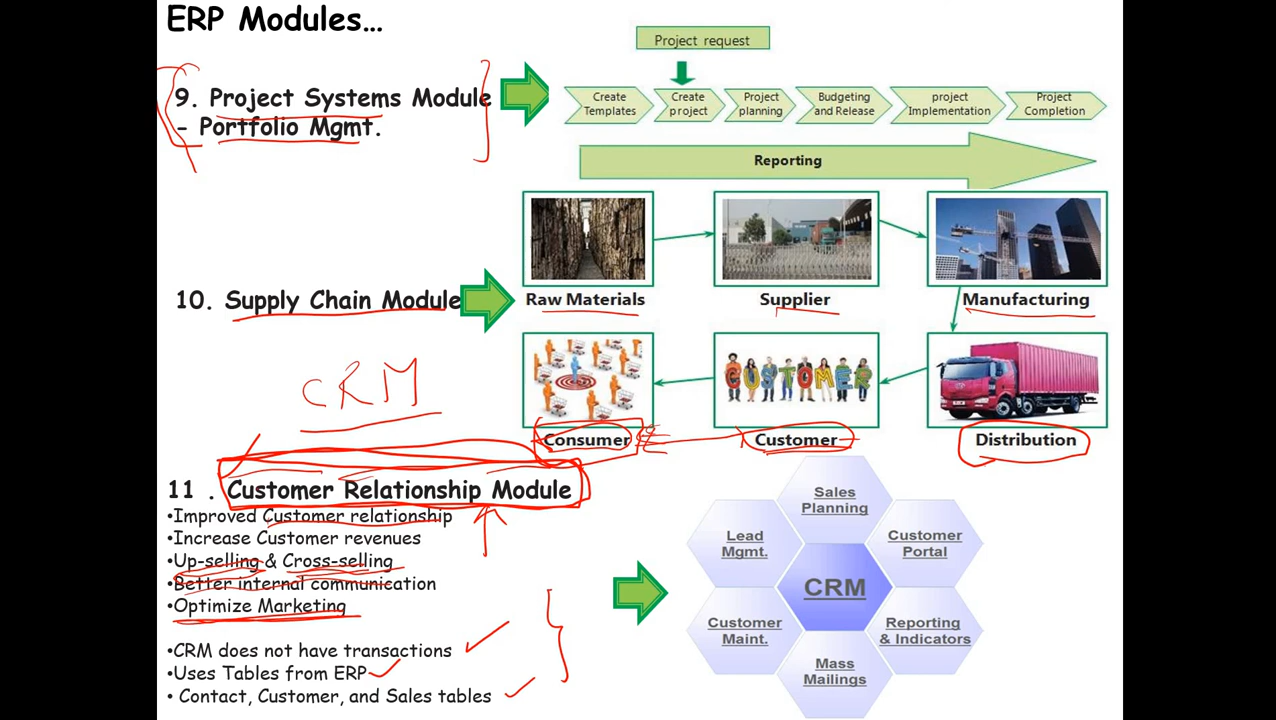 ERP Modules...
Project request
9. Project Systems Module
- Portfolio Mgmt.
Create
Templates
Create
project
Project
planning
Budgeting
and Release
project
Implementation
Project
Completion
Reporting
10. Supply Chain Module
Raw Materials
Supplier
Manufacturing
CUSTOMER
Consumer
Customer
Distribution
CRM
11 . Customer Relationship Module
•Improved Customer relationship
•Increase Customer revenues
•Up-selling & Cross-selling
•Better internal communication
•Optimize Marketing
•CRM does not have transactions
•Uses Tables from ERP
• Contact, Customer, and Sales tables
Sales
Planning
Lead
Mgmt.
Customer
Portal
CRM
Customer
Maint.
Reporting
& Indicators
Mass
Mailings